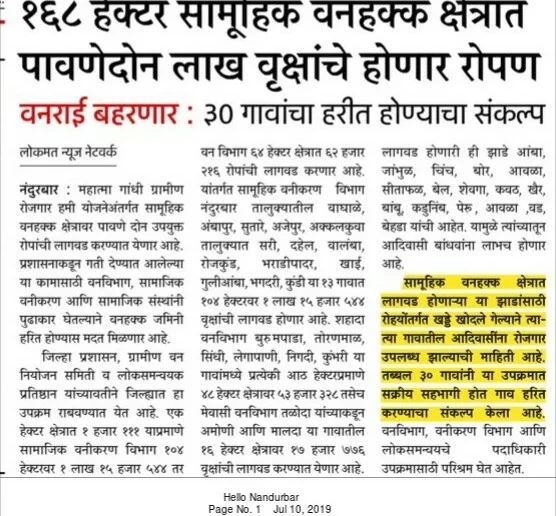 १६८ हेक्टर सामूहिक वनहक्क क्षेत्रात
पावणेदोन लाख वृक्षांचे होणार रोपण
वनराई बहरणार : ३० गावांचा हरीत होण्याचा संकल्प
लोकमत न्यूज नेटवर्क
नंदुरबार : महात्मा गांधी ग्रामीण
रोजगार हमी योजनेअंतर्गत सामूहिक
वनहक्क क्षेत्रावर पावणे दोन उपयुक्त
रोपांची लागवड करण्यात येणार आहे.
प्रशासनाकडून गती देण्यात आलेल्या
या कामासाठी वनविभाग, सामाजिक
वनीकरण आणि सामाजिक संस्थांनी
पुढाकार घेतल्याने वनहक्क जमिनी
हरित होण्यास मदत मिळणार आहे.
जिल्हा प्रशासन, ग्रामीण वन
नियोजन समिती व लोकसमन्वयक
प्रतिष्ठान यांच्यावतीने जिल्ह्यात हा
उपक्रम राबवण्यात येत आहे. एक
हेक्टर क्षेत्रात १ हजार १११ याप्रमाणे
सामाजिक वनीकरण विभाग १०४
हेक्टरवर १ लाख १५ हजार ५४४ तर
वन विभाग ६४ हेक्टर क्षेत्रात ६२ हजार
२१६ रोपांची लागवड करणार आहे.
यांतर्गत सामूहिक वनीकरण विभाग
नंदुरबार तालुक्यातील वाघाळे,
अंबापुर, सुतारे, अजेपुर, अक्कलकुवा
तालुक्यात सरी, दहेल, वालंबा,
रोजकुंड, भराडीपादर, खाई,
गुलीआंबा, भगदरी, कुंडी या १३ गावात
१०४ हेक्टरवर १ लाख १५ हजार ५४४
वृक्षांची लागवड होणार आहे. शहादा
वनविभाग बुरुमपाडा, तोरणमाळ,
सिंधी, लेगापाणी, निगदी, कुंभरी या
गावांमध्ये प्रत्येकी आठ हेक्टरप्रमाणे
४८ हेक्टरवर ५३ हजार ३२८ तसेच
मेवासी वनविभाग तळोदा यांच्याकडून
अमोणी आणि मालदा या गावातील
१६ हेक्टरवर १७ हजार ७७६
वृक्षांची लागवड करण्यात येणार आहे.
लागवड होणारी ही झाडे आंबा,
जांभुळ, चिंच, बोर, आवळा,
सीताफळ, बेल, शेवगा, कवठ, खैर,
बांबू, कडुनिंब, पेरू , आवळा ,वड,
बेहडा यांची आहेत. यामुळे त्यांच्यातून
आदिवासी बांधवांना लाभच होणार
आहे.
सामूहिक वनहक्क क्षेत्रात
लागवड होणाऱ्या या झाडांसाठी
रोहयोंतर्गत खड्डे खोदले गेल्याने त्या-
त्या गावातील आदिवासींना रोजगार
उपलब्ध झाल्याची माहिती आहे.
तब्बल ३० गावांनी या उपक्रमात
सक्रीय सहभागी होत गाव हरित
करण्याचा संकल्प केला आहे.
वनविभाग, वनीकरण विभाग आणि
लोकसमन्वयचे पदाधिकारी
उपक्रमासाठी परिश्रम घेत आहेत.
Hello Nandurbar
Page No. 1 Jul 10, 2019